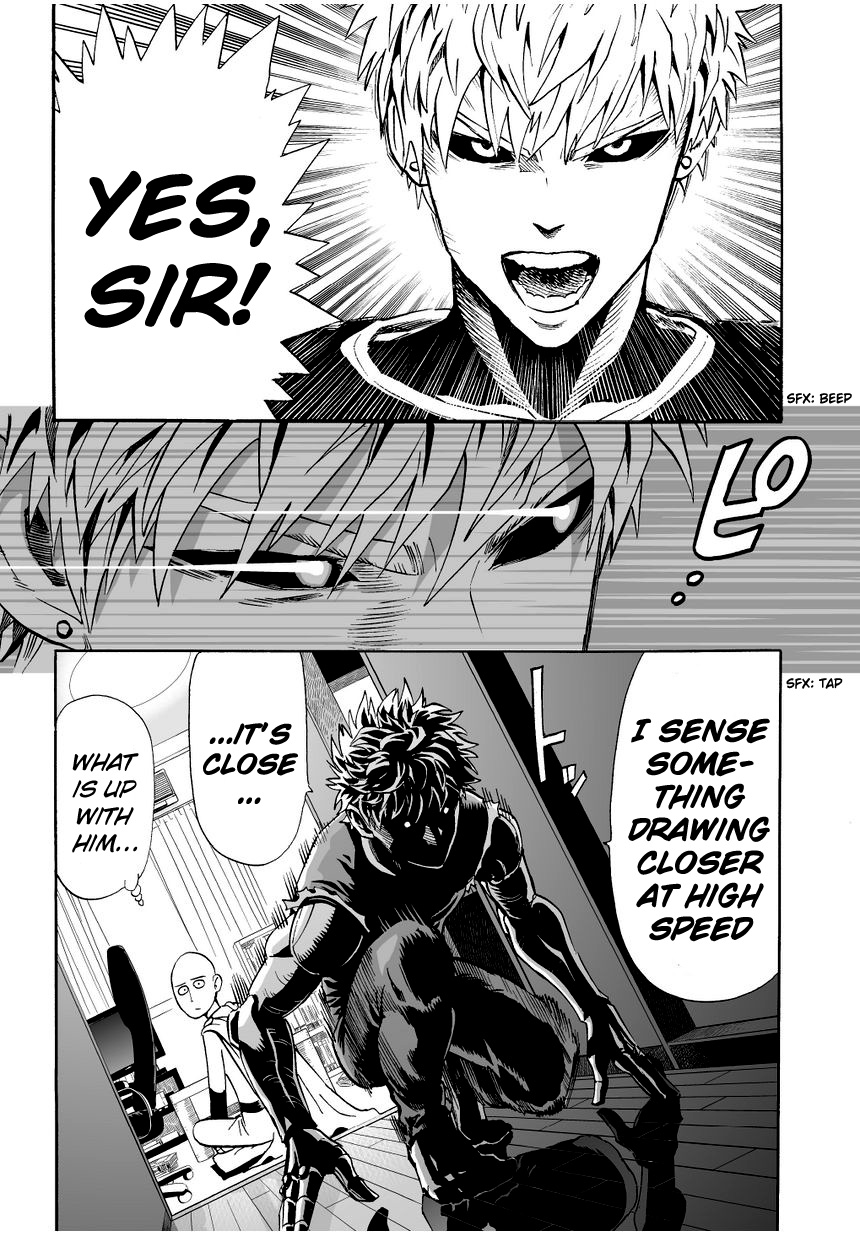 YES,
SIR!
SFX: BEEP
ピ
SFX: TAP
ト
I SENSE
SOME-
THING
DRAWING
CLOSER
AT HIGH
SPEED
...IT'S
CLOSE
...
WHAT
IS UP
WITH
HIM...